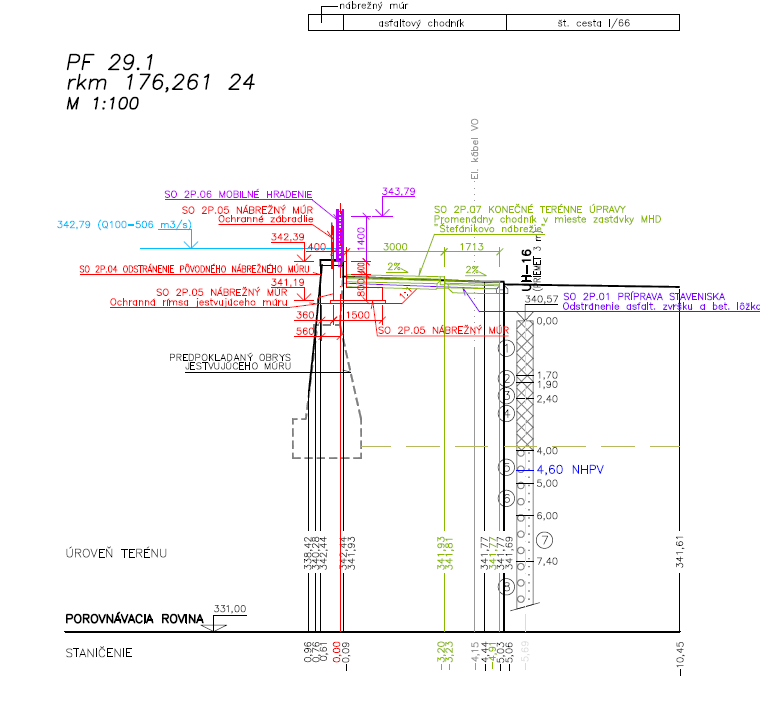 nábrežný múr
asfaltový chodník
št. cesta I/66
PF 29.1
rkm 176,261 24
M 1:100
El. kábel VO
SO 2P.06 MOBILNÉ HRADENIE
343,79
SO 2P.05 NÁBREŽNÝ MÚR
Ochranné zábradlie
SO 2P.07 KONEČNÉ TERÉNNE ÚPRAVY
Promenádny chodník v mieste zastávky MHD
Štefánikovo nábrežie
342,79 (Q100-506 m3/s)
342,39
400
1400
3000
1713
UH-16
(PRIEMET 3 m)
SO 2P.04 ODSTRÁNENIE PÔVODNÉHO NÁBREŽNÉHO MÚRU
2%
2%
341,19
800
1:1
SO 2P.05 NÁBREŽNÝ MÚR
Ochranná rímsa jestvujúceho múru
340,57
SO 2P.01 PRÍPRAVA STAVENISKA
Odstránenie asfalt. zvršku a bet. lôžka
360
1500
0,00
560
SO 2P.05 NÁBREŽNÝ MÚR
PREDPOKLADANÝ OBRYS
JESTVUJÚCEHO MÚRU
1
2
3
4
5
6
7
8
1,70
1,90
2,40
4,00
4,60 NHPV
5,00
6,00
7,40
ÚROVEŇ TERÉNU
338,42
340,28
342,44
342,44
341,93
341,93
341,81
341,77
341,77
341,77
341,69
341,61
POROVNÁVACIA ROVINA
331,00
STANIČENIE
0,96
0,76
0,61
0,00
-0,09
-3,20
-3,23
-4,15
-4,44
-4,91
-5,03
-5,06
-5,69
-10,45